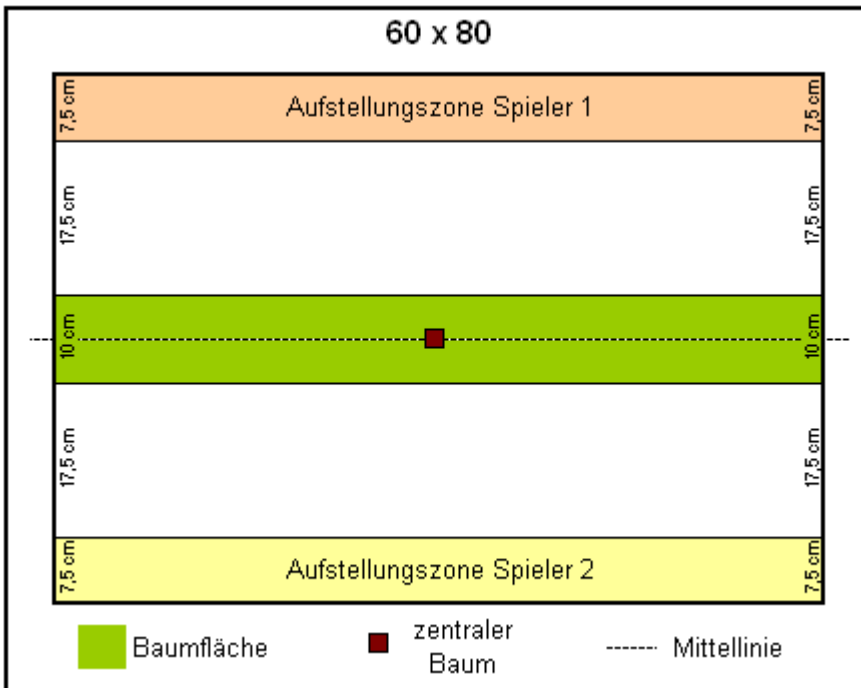 60 x 80
7,5 cm
Aufstellungszone Spieler 1
7,5 cm
17,5 cm
17,5 cm
10 cm
10 cm
17,5 cm
17,5 cm
7,5 cm
Aufstellungszone Spieler 2
7,5 cm
Baumfläche
zentraler
Baum
Mittellinie